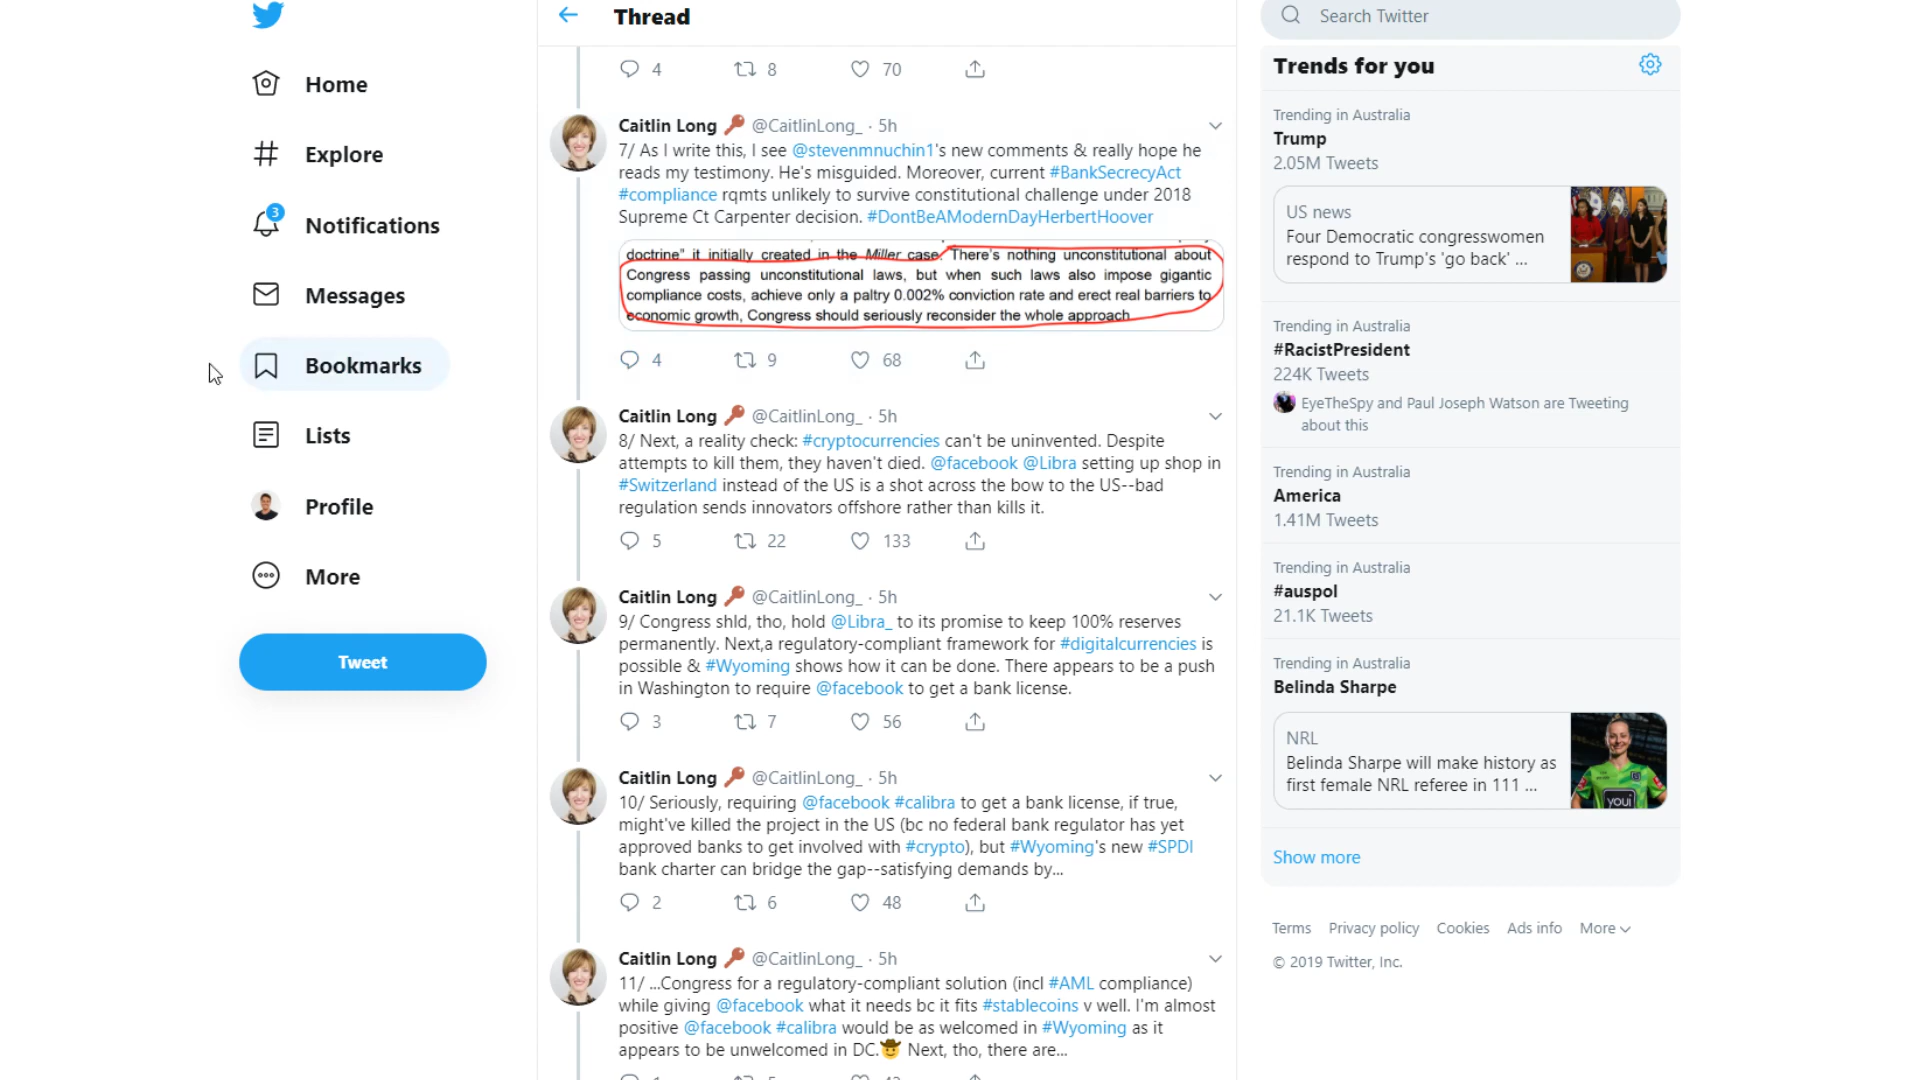 Home
Explore
3
Notifications
Messages
Bookmarks
Lists
Profile
More
Tweet
Thread
4 8 70
Caitlin Long @CaitlinLong_ · 5h
7/ As I write this, I see @stevenmnuchin1's new comments & really hope he
reads my testimony. He's misguided. Moreover, current #BankSecrecyAct
#compliance rqmts unlikely to survive constitutional challenge under 2018
Supreme Ct Carpenter decision. #DontBeAModernDayHerbertHoover
doctrine" it initially created in the Miller case. There's nothing unconstitutional about
Congress passing unconstitutional laws, but when such laws also impose gigantic
compliance costs, achieve only a paltry 0.002% conviction rate and erect real barriers to
economic growth, Congress should seriously reconsider the whole approach
4 9 68
Caitlin Long @CaitlinLong_ · 5h
8/ Next, a reality check: #cryptocurrencies can't be uninvented. Despite
attempts to kill them, they haven't died. @facebook @Libra setting up shop in
#Switzerland instead of the US is a shot across the bow to the US--bad
regulation sends innovators offshore rather than kills it.
5 22 133
Caitlin Long @CaitlinLong_ · 5h
9/ Congress shld, tho, hold @Libra_ to its promise to keep 100% reserves
permanently. Next,a regulatory-compliant framework for #digitalcurrencies is
possible & #Wyoming shows how it can be done. There appears to be a push
in Washington to require @facebook to get a bank license.
3 7 56
Caitlin Long @CaitlinLong_ · 5h
10/ Seriously, requiring @facebook #calibra to get a bank license, if true,
might've killed the project in the US (bc no federal bank regulator has yet
approved banks to get involved with #crypto), but #Wyoming's new #SPDI
bank charter can bridge the gap--satisfying demands by...
2 6 48
Caitlin Long @CaitlinLong_ · 5h
11/ ...Congress for a regulatory-compliant solution (incl #AML compliance)
while giving @facebook what it needs bc it fits #stablecoins v well. I'm almost
positive @facebook #calibra would be as welcomed in #Wyoming as it
appears to be unwelcomed in DC. Next, tho, there are...
Search Twitter
Trends for you
Trending in Australia
Trump
2.05M Tweets
US news
Four Democratic congresswomen
respond to Trump's 'go back' ...
Trending in Australia
#RacistPresident
224K Tweets
EyeTheSpy and Paul Joseph Watson are Tweeting
about this
Trending in Australia
America
1.41M Tweets
Trending in Australia
#auspol
21.1K Tweets
Trending in Australia
Belinda Sharpe
NRL
Belinda Sharpe will make history as
first female NRL referee in 111 ...
youi
Show more
Terms Privacy policy Cookies Ads info More
© 2019 Twitter, Inc.